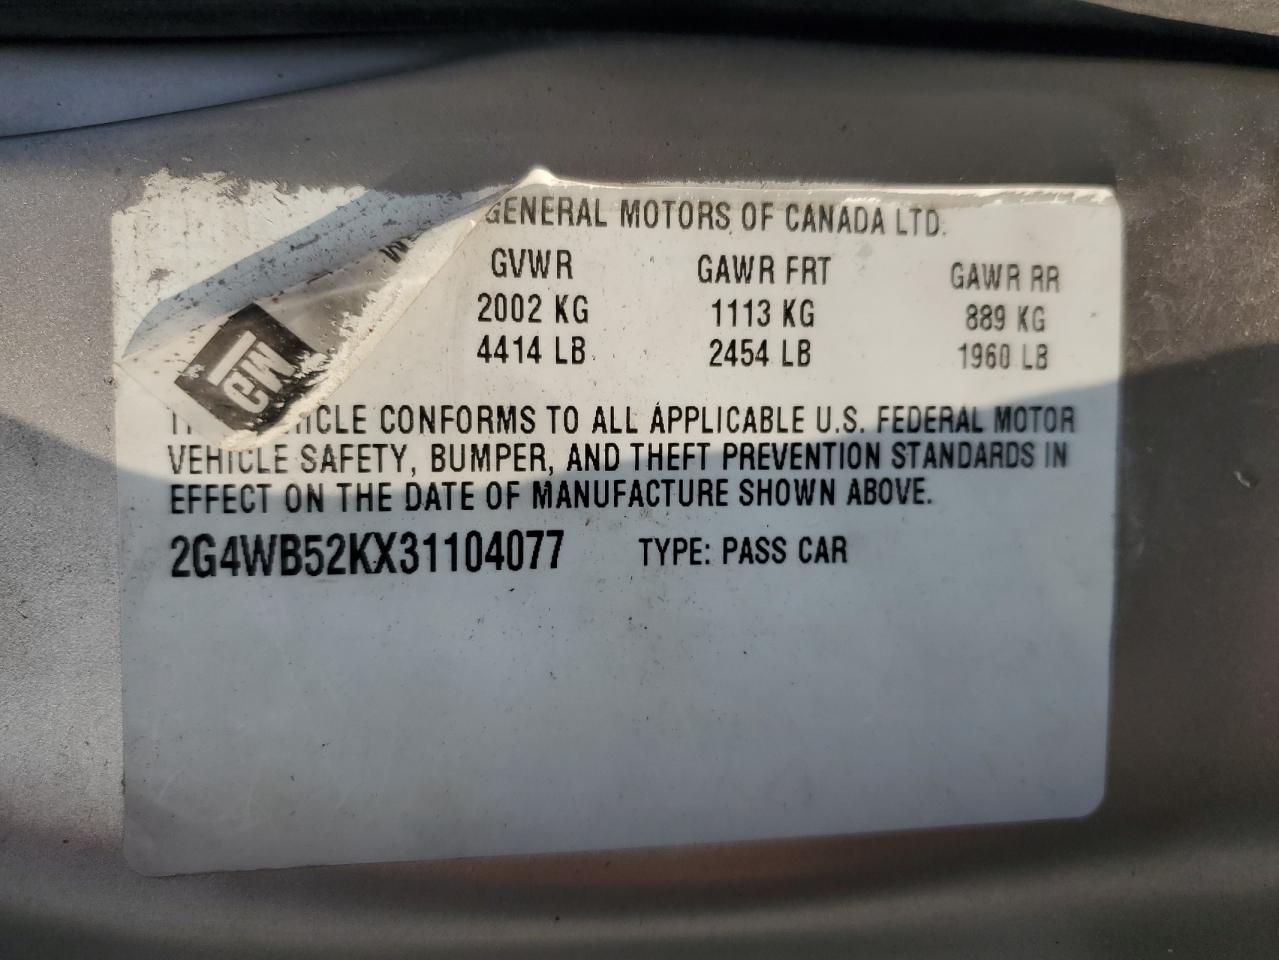 GENERAL MOTORS OF CANADA LTD.
GVWR GAWR FRT GAWR RR
2002 KG 1113 KG 889 KG
4414 LB 2454 LB 1960 LB
GM
CONFORMS TO ALL APPLICABLE U.S. FEDERAL MOTOR
VEHICLE SAFETY, BUMPER, AND THEFT PREVENTION STANDARDS IN
EFFECT ON THE DATE OF MANUFACTURE SHOWN ABOVE.
2G4WB52KX31104077 TYPE: PASS CAR